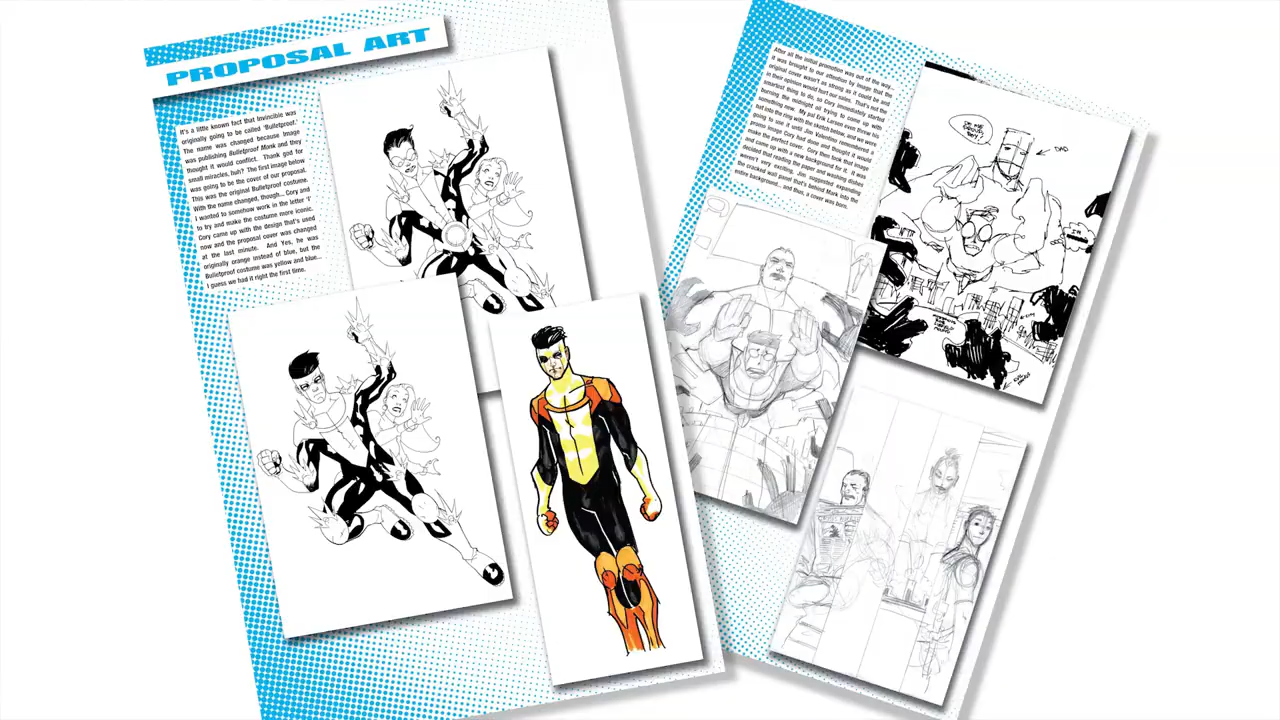 PROPOSAL ART
It's a little known fact that Invincible was
originally going to be called 'Bulletproof.'
The name was changed because Image
was publishing Bulletproof Monk and they
thought it would conflict. Thank god for
small miracles, huh? The first image below
was going to be the cover of our proposal.
This was the original Bulletproof costume.
With the name changed, though... Cory and
I wanted to somehow work in the letter 'I'
to try and make the costume more iconic.
Cory came up with the design that's used
now and the proposal cover was changed
at the last minute. And Yes, he was
originally orange instead of blue, but the
Bulletproof costume was yellow and blue...
I guess we had it right the first time.
After all the initial promotion was out of the way...
it was brought to our attention by Image that the
original cover wasn't as strong as it could be and
in their opinion would hurt our sales. That's not the
smartest thing to do, so Cory immediately started
burning the midnight oil trying to come up with
something new. My pal Erik Larsen even threw his
hat into the ring with the sketch below, and we were
going to use it until Jim Valentino remembered a
promo image Cory had done and thought it would
make the perfect cover. Cory then took that image
and came up with a new background for it. It was
decided that reading the paper and washing dishes
weren't very exciting. Jim suggested expanding
the cracked wall panel that's behind Mark into the
entire background... and thus, a cover was born.
DAD